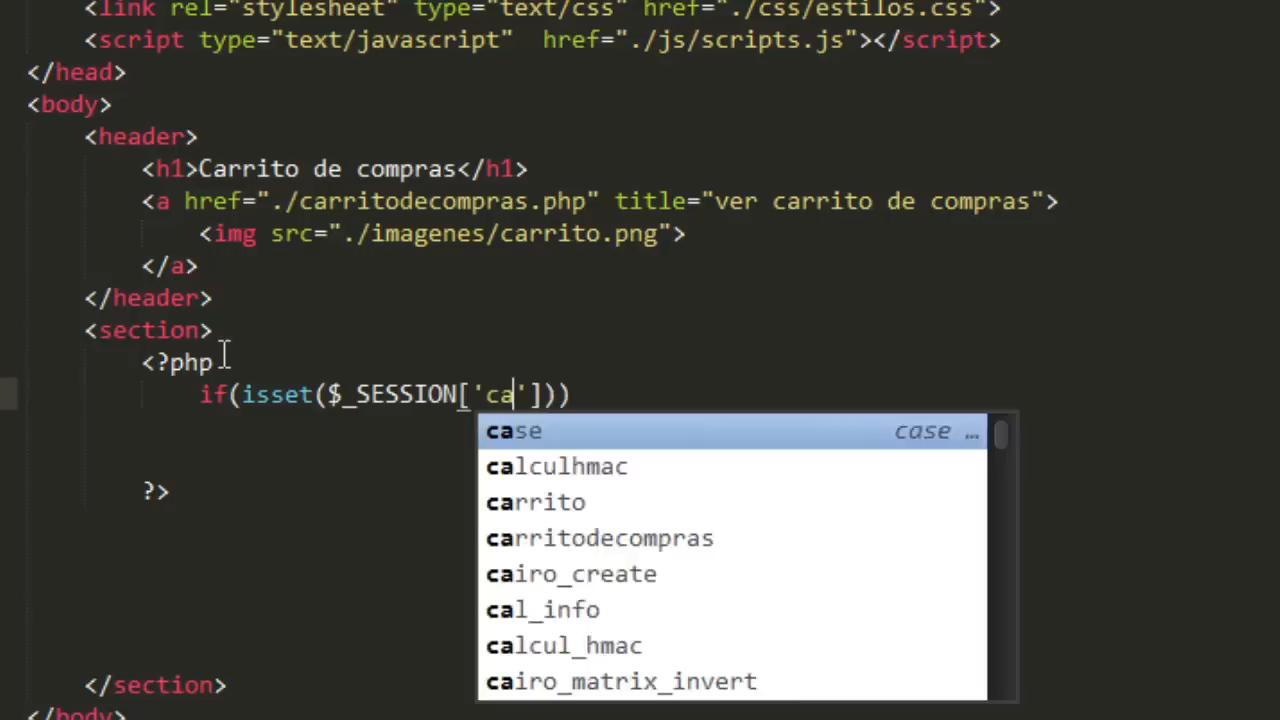 <link rel="stylesheet" type="text/css" href="./css/estilos.css">
<script type="text/javascript"  href="./js/scripts.js"></script>
</head>
<body>
<header>
<h1>Carrito de compras</h1>
<a href="./carritodecompras.php" title="ver carrito de compras">
<img src="./imagenes/carrito.png">
</a>
</header>
<section>
<?php
if(isset($_SESSION['ca']))
case case …
calculhmac
carrito
carritodecompras
cairo_create
cal_info
calcul_hmac
cairo_matrix_invert
?>
</section>
</body>